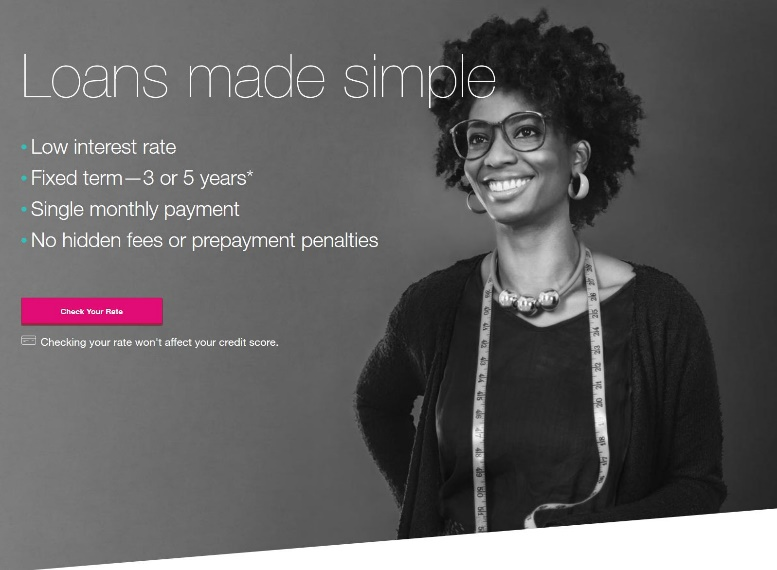 Loans made simple
• Low interest rate
• Fixed term—3 or 5 years*
• Single monthly payment
• No hidden fees or prepayment penalties
Check Your Rate
Checking your rate won't affect your credit score.